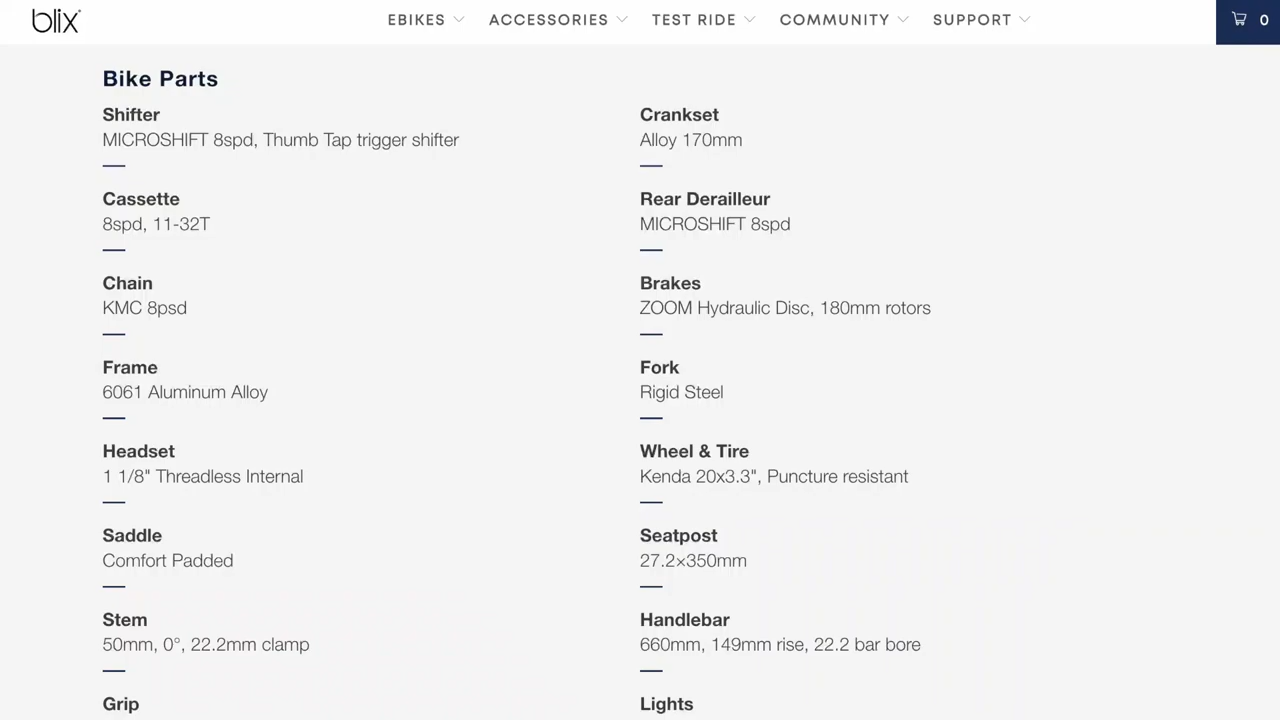 blix
EBIKES
ACCESSORIES
TEST RIDE
COMMUNITY
SUPPORT
0
Bike Parts
Shifter
MICROSHIFT 8spd, Thumb Tap trigger shifter
Crankset
Alloy 170mm
Cassette
8spd, 11-32T
Rear Derailleur
MICROSHIFT 8spd
Chain
KMC 8psd
Brakes
ZOOM Hydraulic Disc, 180mm rotors
Frame
6061 Aluminum Alloy
Fork
Rigid Steel
Headset
1 1/8" Threadless Internal
Wheel & Tire
Kenda 20x3.3", Puncture resistant
Saddle
Comfort Padded
Seatpost
27.2×350mm
Stem
50mm, 0°, 22.2mm clamp
Handlebar
660mm, 149mm rise, 22.2 bar bore
Grip
Lights